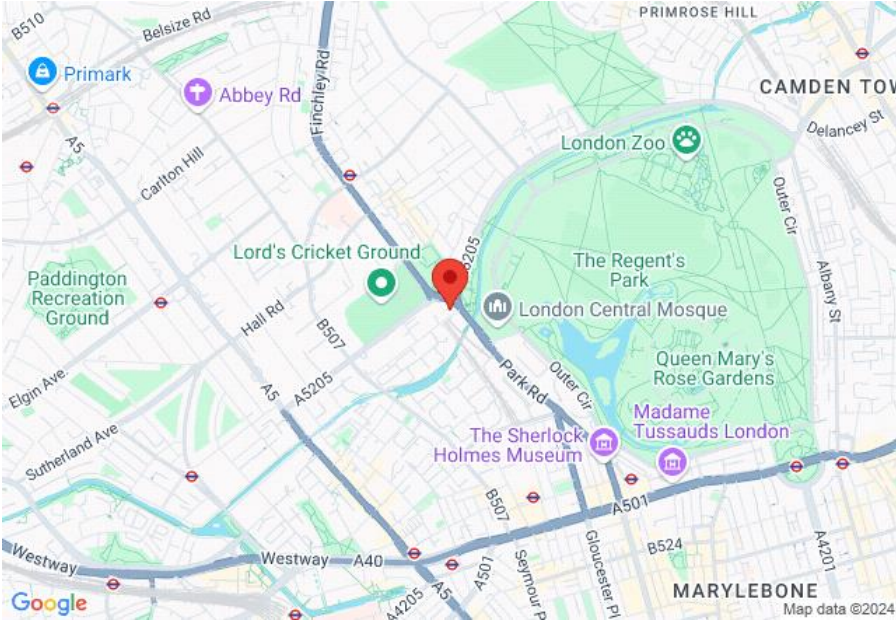 B510
Belsize Rd
PRIMROSE HILL
Primark
Finchley Rd
Abbey Rd
CAMDEN TOW
Delancey St
A5
London Zoo
Carlton Hill
Outer Cir
5205
Lord's Cricket Ground
The Regent's
Park
Paddington
Recreation
Ground
Albany St
Hall Rd
London Central Mosque
B507
Elgin Ave
A5
A5205
Park Rd
Outer Cir
Queen Mary's
Rose Gardens
Sutherland Ave
The Sherlock
Holmes Museum
Madame
Tussauds London
B507
A501
Westway
Westway
A40
A501
Seymour P
Gloucester Pl
B524
A4201
A5
A4205
MARYLEBONE
Google
Map data ©2024